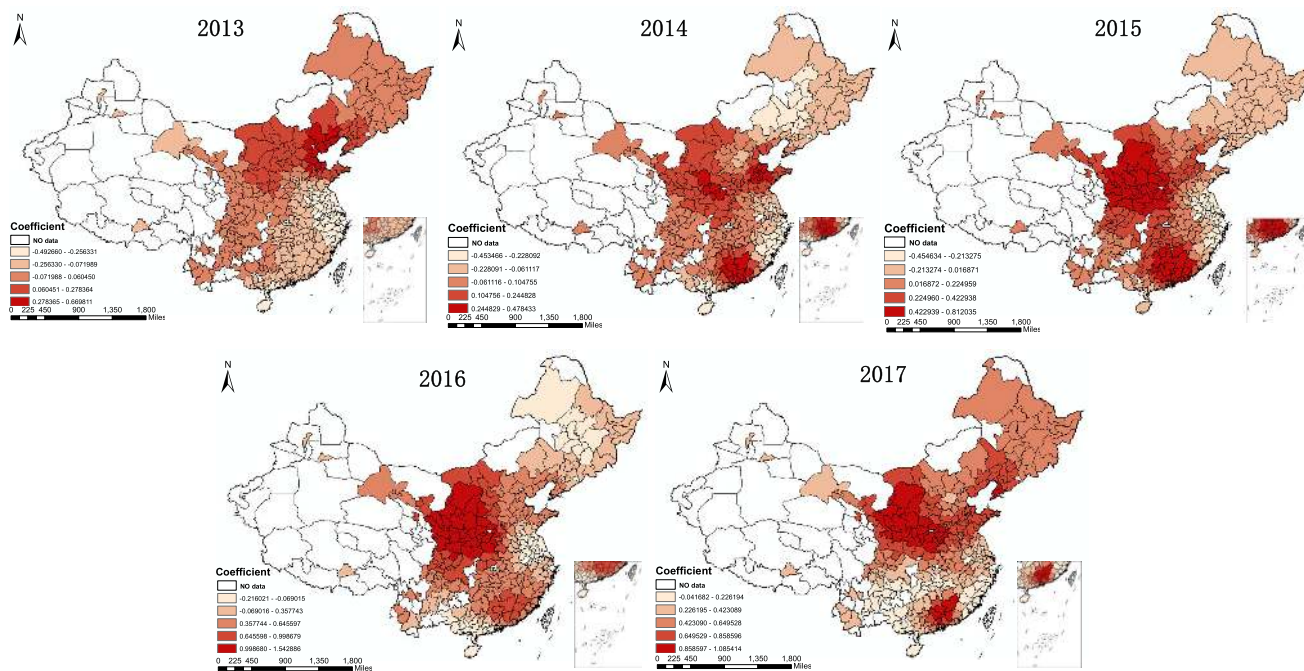 N
2013
Coefficient
NO data
-0.492660 - -0.256331
-0.256330 - -0.071989
-0.071988 - 0.060450
0.060451 - 0.278364
0.278365 - 0.669811
0 225 450 900 1,350 1,800
Miles
N
2014
Coefficient
NO data
-0.453466 - -0.228092
-0.228091 - -0.061117
-0.061116 - 0.104755
0.104756 - 0.244828
0.244829 - 0.478433
0 225 450 900 1,350 1,800
Miles
N
2015
Coefficient
NO data
-0.454634 - -0.213275
-0.213274 - 0.016871
0.016872 - 0.224959
0.224960 - 0.422938
0.422939 - 0.812035
0 225 450 900 1,350 1,800
Miles
N
2016
Coefficient
NO data
-0.216021 - -0.069015
-0.069016 - 0.357743
0.357744 - 0.645597
0.645598 - 0.998679
0.998680 - 1.542886
0 225 450 900 1,350 1,800
Miles
N
2017
Coefficient
NO data
-0.041682 - 0.226194
0.226195 - 0.423089
0.423090 - 0.649528
0.649529 - 0.858596
0.858597 - 1.085414
0 225 450 900 1,350 1,800
Miles